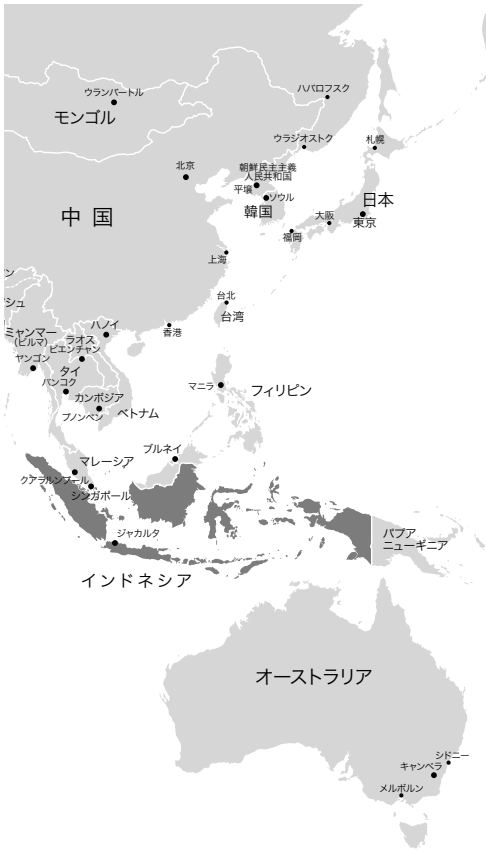 ウランバートル
モンゴル
ハバロフスク
ウラジオストク
札幌
北京
朝鮮民主主義
人民共和国
平壌
ソウル
韓国
日本
東京
大阪
福岡
中国
上海
台北
台湾
香港
ン
シュ
ミャンマー
(ビルマ)
ヤンゴン
ハノイ
ラオス
ビエンチャン
タイ
バンコク
カンボジア
プノンペン
ベトナム
マニラ
フィリピン
ブルネイ
マレーシア
クアラルンプール
シンガポール
ジャカルタ
インドネシア
パプア
ニューギニア
オーストラリア
シドニー
キャンベラ
メルボルン